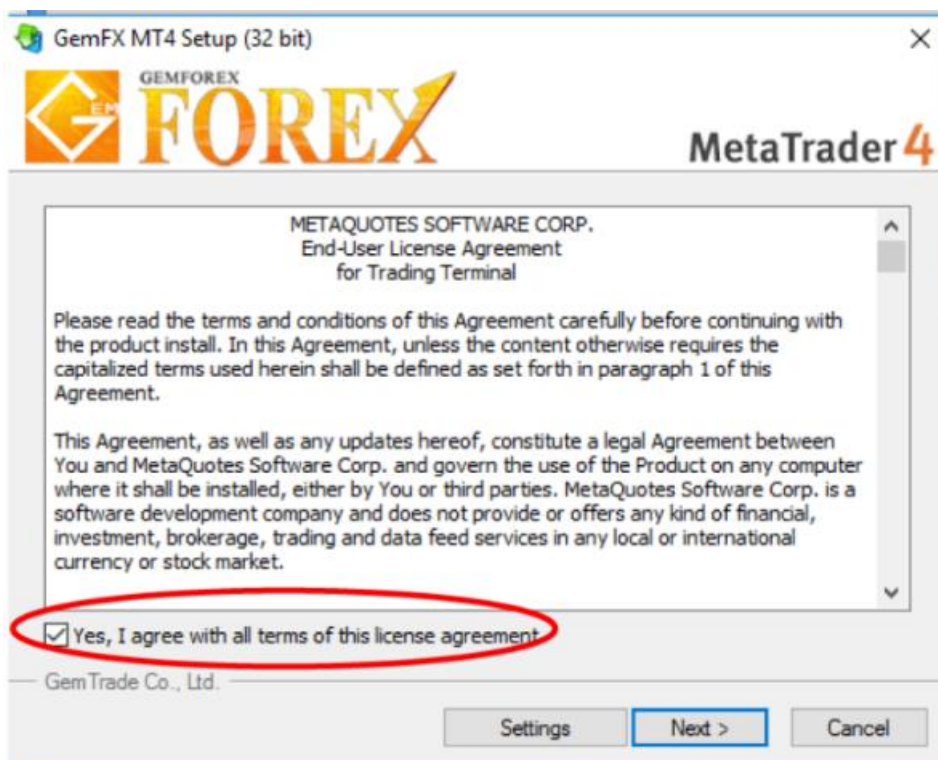 GemFX MT4 Setup (32 bit)
GEMFOREX
GEM
FOREX
MetaTrader 4
METAQUOTES SOFTWARE CORP.
End-User License Agreement
for Trading Terminal
Please read the terms and conditions of this Agreement carefully before continuing with
the product install. In this Agreement, unless the content otherwise requires the
capitalized terms used herein shall be defined as set forth in paragraph 1 of this
Agreement.
This Agreement, as well as any updates hereof, constitute a legal Agreement between
You and MetaQuotes Software Corp. and govern the use of the Product on any computer
where it shall be installed, either by You or third parties. MetaQuotes Software Corp. is a
software development company and does not provide or offers any kind of financial,
investment, brokerage, trading and data feed services in any local or international
currency or stock market.
Yes, I agree with all terms of this license agreement
GemTrade Co., Ltd.
Settings Next > Cancel